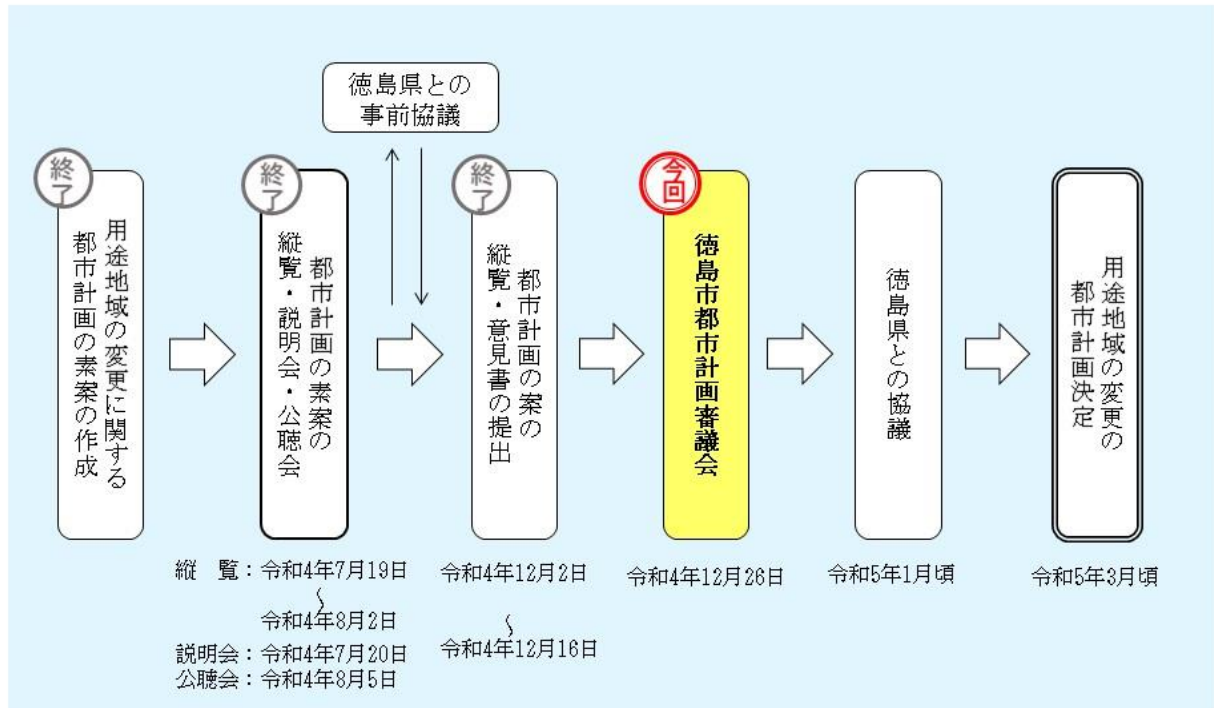 徳島県との
事前協議
終了
用途地域の変更に関する
都市計画の素案の作成
終了
都市計画の素案の
縦覧・説明会・公聴会
終了
都市計画の案の
縦覧・意見書の提出
今回
徳島市都市計画審議会
徳島県との協議
用途地域の変更の
都市計画決定
縦　覧：令和4年7月19日
～
令和4年8月2日
説明会：令和4年7月20日
公聴会：令和4年8月5日
令和4年12月2日
～
令和4年12月16日
令和4年12月26日
令和5年1月頃
令和5年3月頃